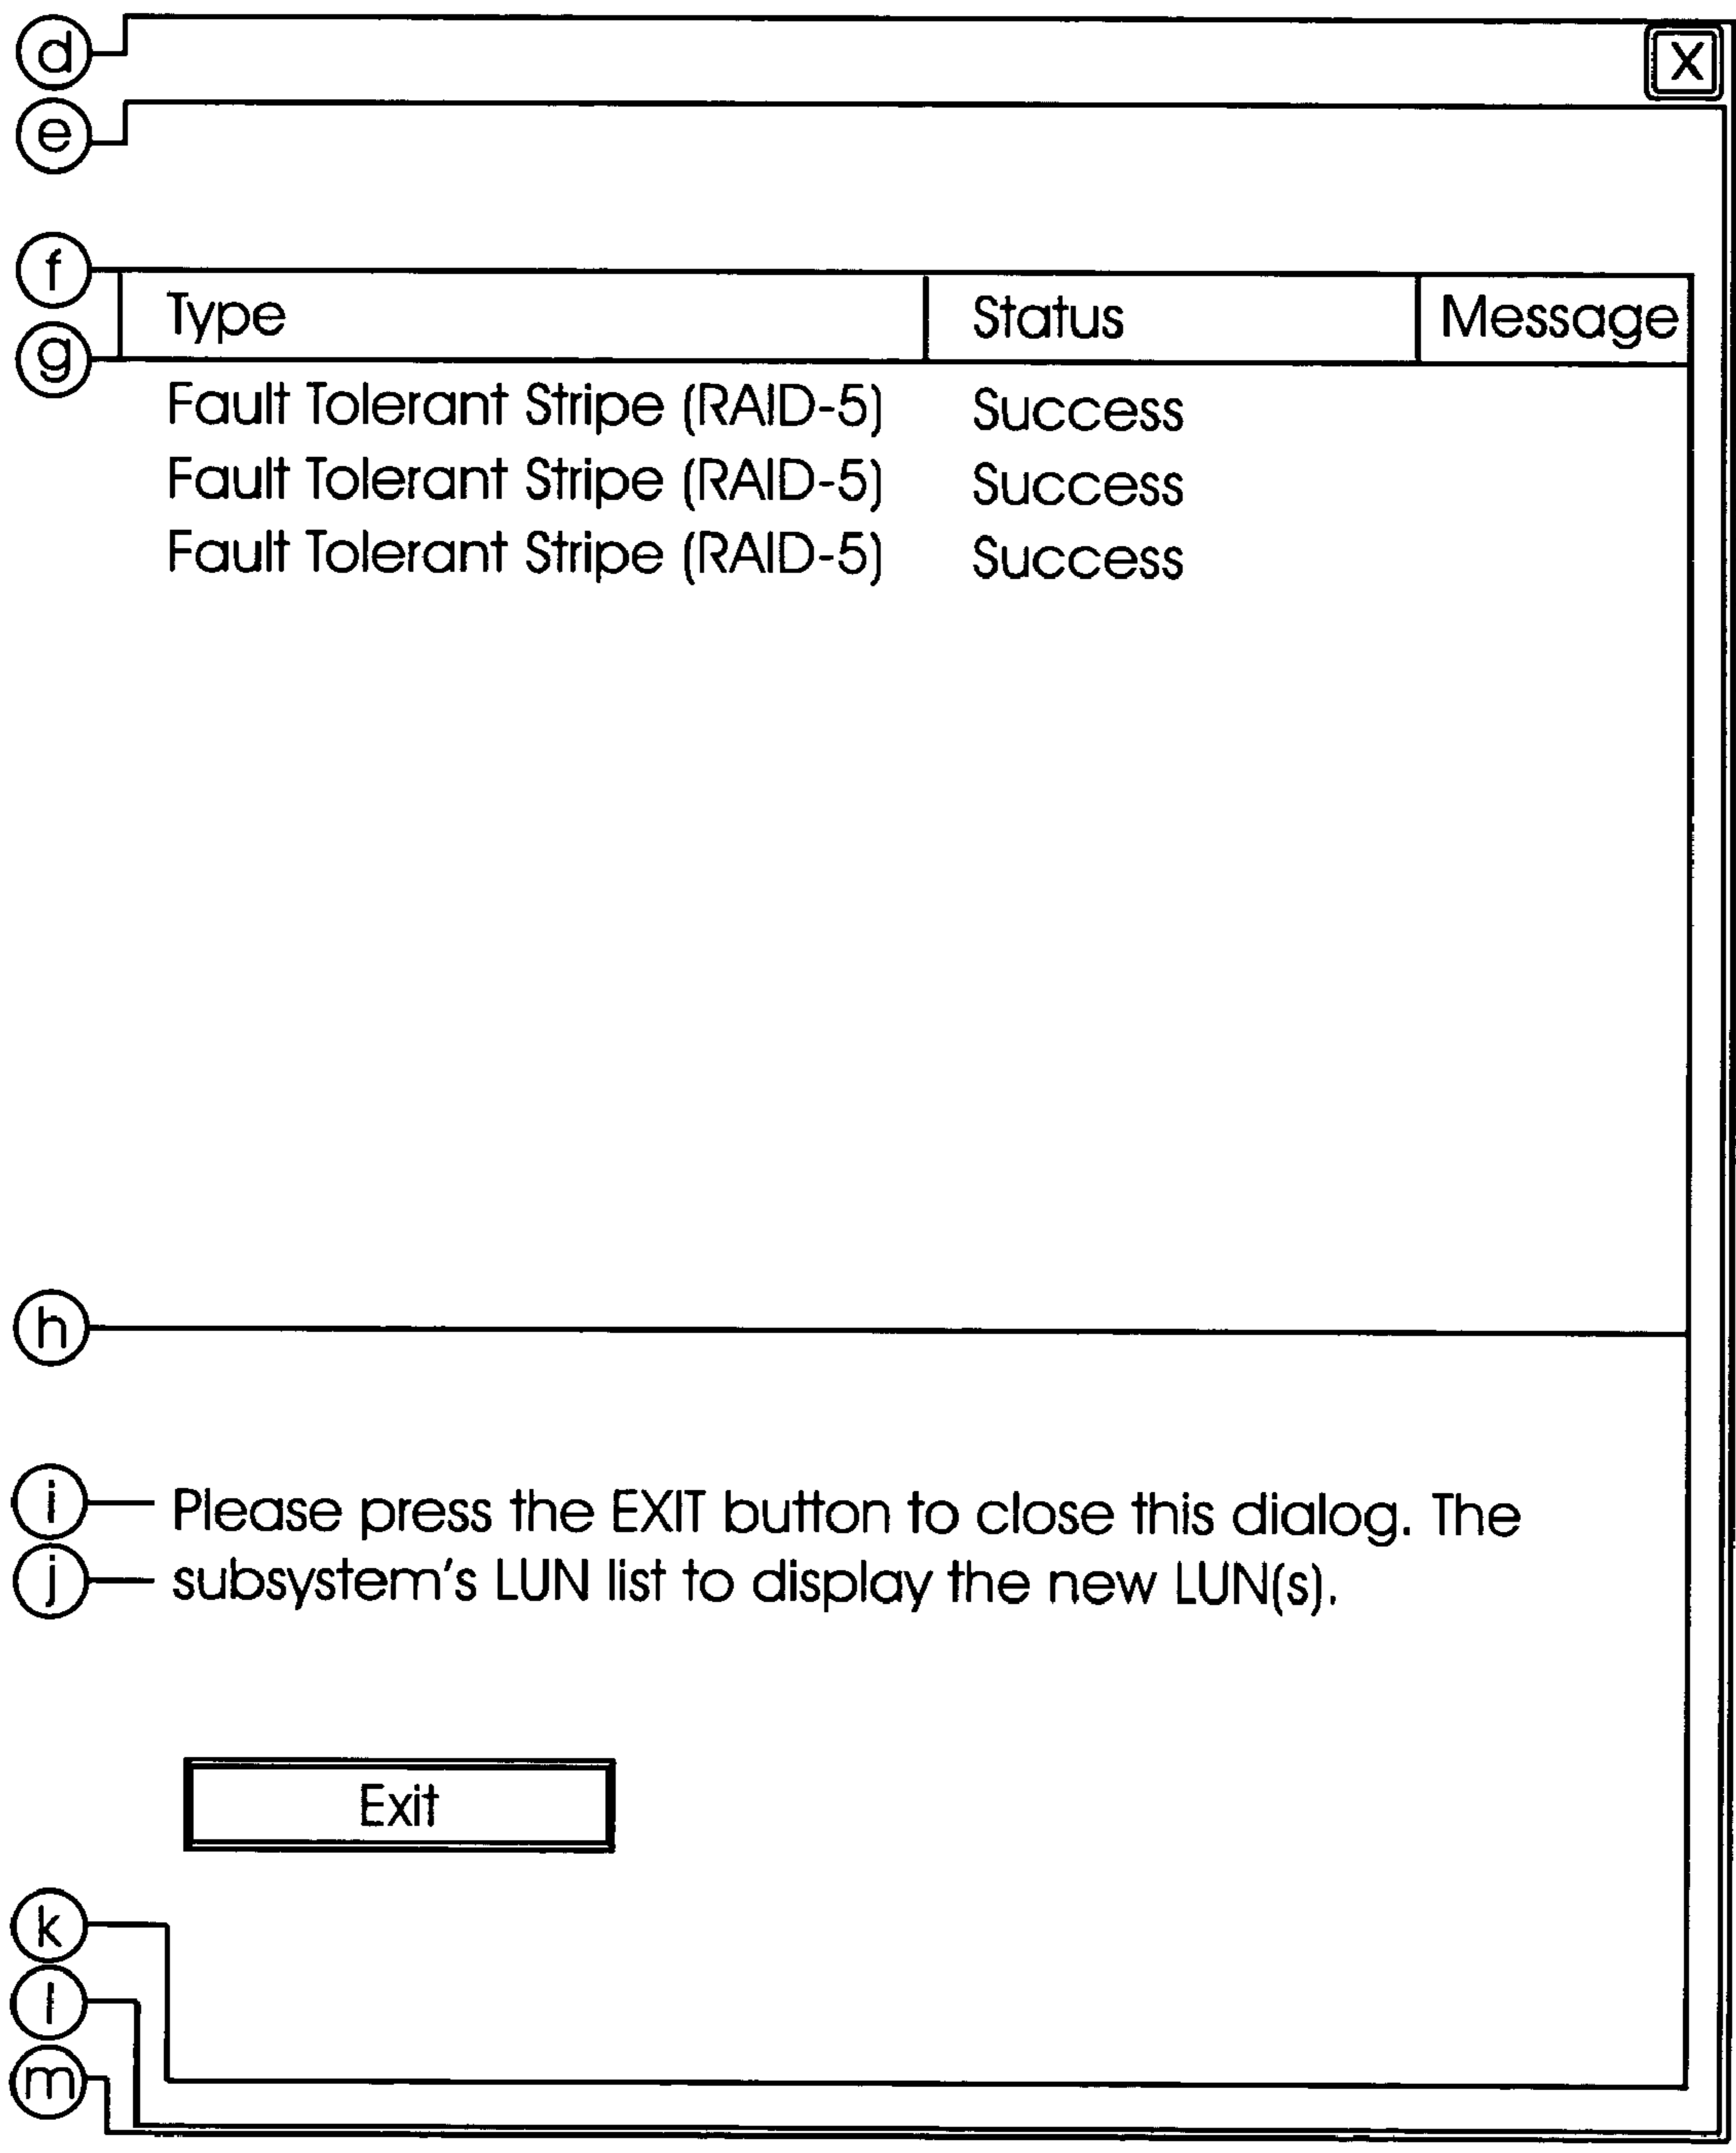 d
X
e
f
Type Status Message
g
Fault Tolerant Stripe (RAID-5) Success
Fault Tolerant Stripe (RAID-5) Success
Fault Tolerant Stripe (RAID-5) Success
h
i Please press the EXIT button to close this dialog. The
j subsystem's LUN list to display the new LUN(s).
Exit
k
l
m